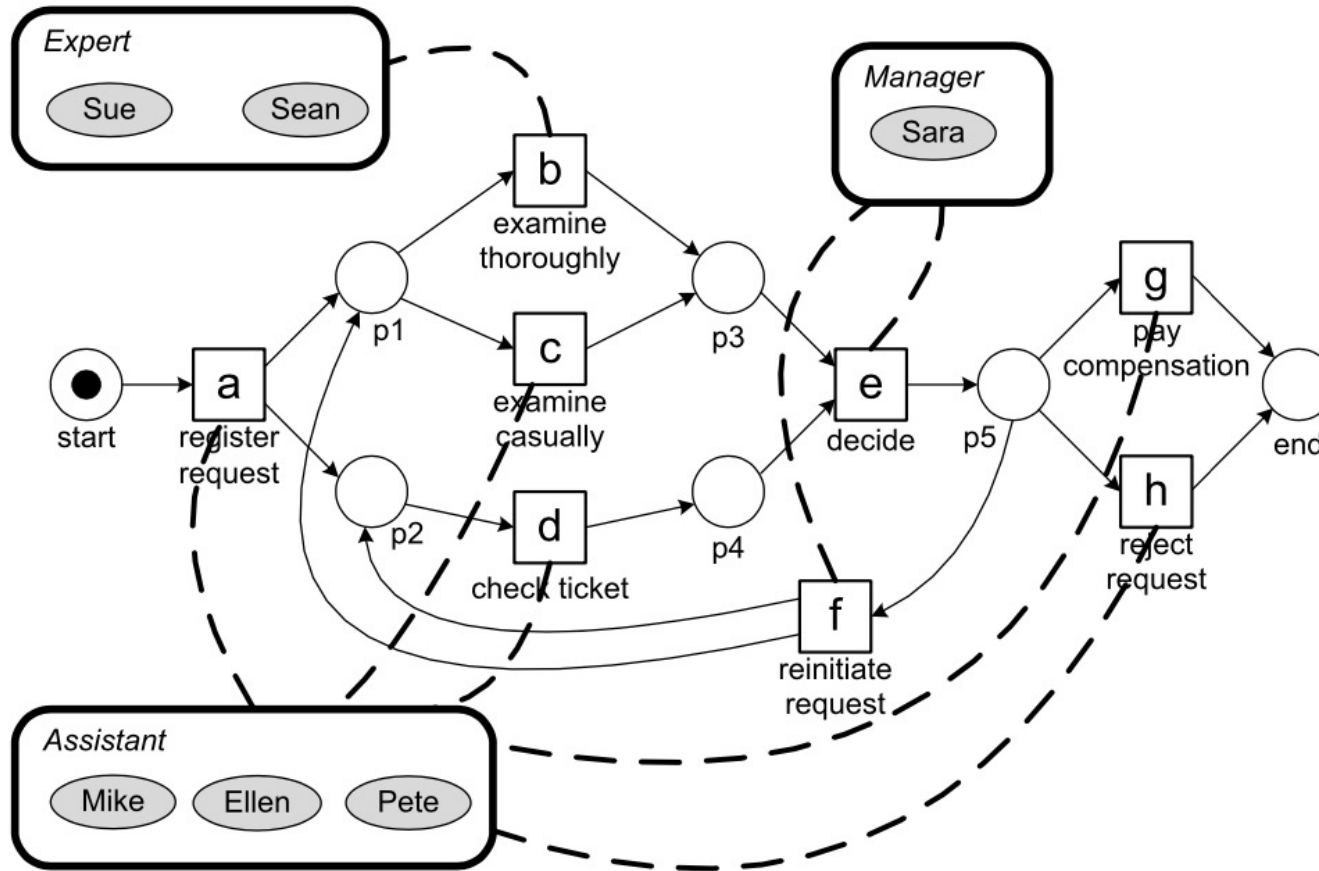 Expert
Sue
Sean
Manager
Sara
b
examine
thoroughly
g
pay
compensation
p1
p3
c
examine
casually
start
a
register
request
e
decide
p5
end
p2
d
check ticket
p4
h
reject
request
f
reinitiate
request
Assistant
Mike
Ellen
Pete